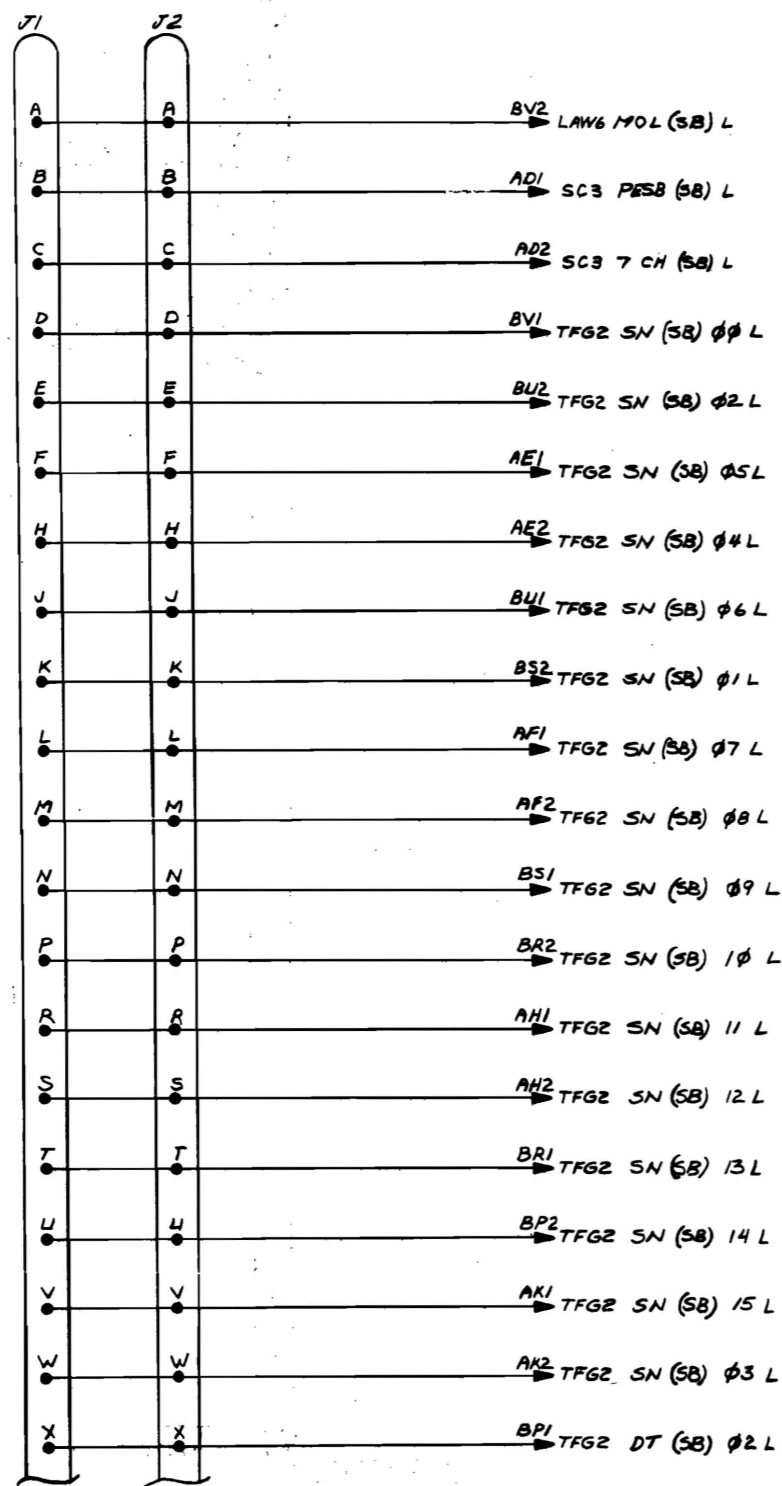 J1 J2
A A BV2 LAW6 MOL (SB) L
B B AD1 SC3 PESB (SB) L
C C AD2 SC3 7 CH (SB) L
D D BV1 TFG2 SN (SB) ØØ L
E E BU2 TFG2 SN (SB) Ø2 L
F F AE1 TFG2 SN (SB) Ø5 L
H H AE2 TFG2 SN (SB) Ø4 L
J J BU1 TFG2 SN (SB) Ø6 L
K K BS2 TFG2 SN (SB) Ø1 L
L L AF1 TFG2 SN (SB) Ø7 L
M M AF2 TFG2 SN (SB) Ø8 L
N N BS1 TFG2 SN (SB) Ø9 L
P P BR2 TFG2 SN (SB) 1Ø L
R R AH1 TFG2 SN (SB) 11 L
S S AH2 TFG2 SN (SB) 12 L
T T BR1 TFG2 SN (SB) 13 L
U U BP2 TFG2 SN (SB) 14 L
V V AK1 TFG2 SN (SB) 15 L
W W AK2 TFG2 SN (SB) Ø3 L
X X BP1 TFG2 DT (SB) Ø2 L